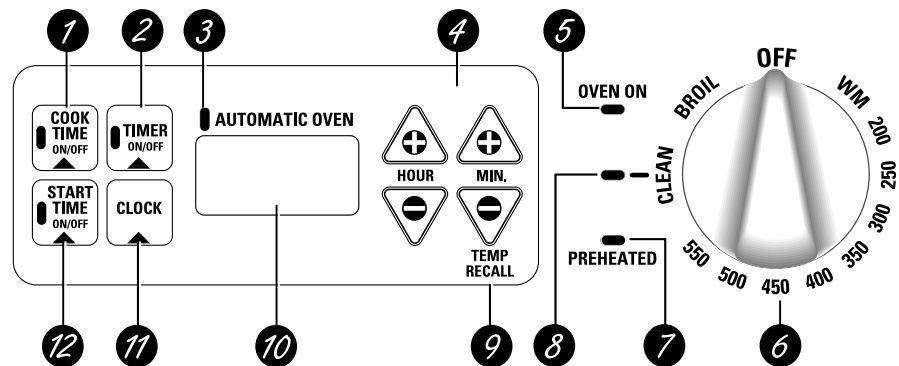 1
2
3
4
5
COOK
TIME
ON/OFF
TIMER
ON/OFF
AUTOMATIC OVEN
HOUR
MIN.
START
TIME
ON/OFF
CLOCK
TEMP
RECALL
OVEN ON
CLEAN
PREHEATED
OFF
BROIL
WM
200
250
300
350
400
450
500
550
12
11
10
9
8
7
6